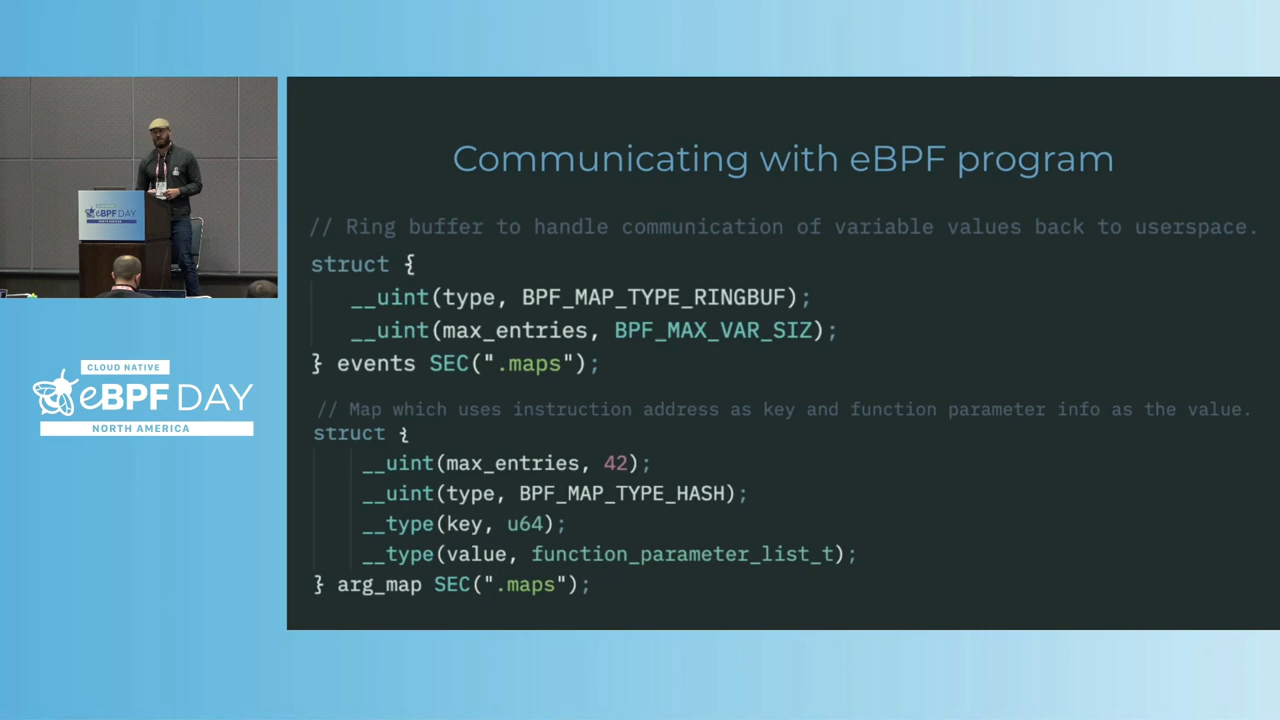 Communicating with eBPF program
// Ring buffer to handle communication of variable values back to userspace.
struct {
__uint(type, BPF_MAP_TYPE_RINGBUF);
__uint(max_entries, BPF_MAX_VAR_SIZ);
} events SEC(".maps");
// Map which uses instruction address as key and function parameter info as the value.
struct {
__uint(max_entries, 42);
__uint(type, BPF_MAP_TYPE_HASH);
__type(key, u64);
__type(value, function_parameter_list_t);
} arg_map SEC(".maps");
eBPF DAY
CLOUD NATIVE
eBPF DAY
NORTH AMERICA